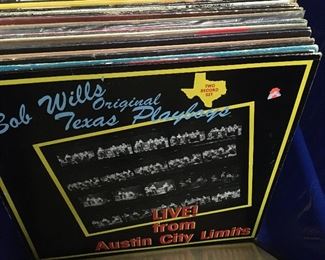 Bob Wills
Original
Texas Playboys
TWO
RECORD
SET
LIVE!
from
Austin City Limits